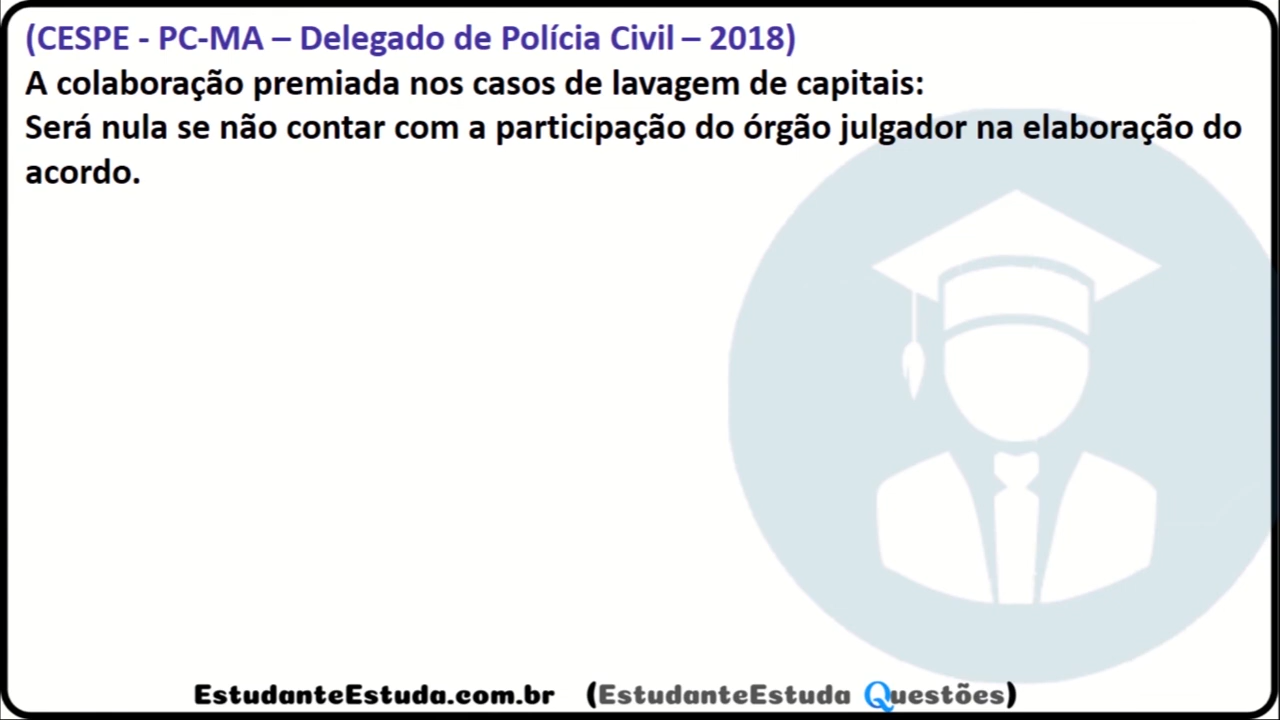 (CESPE - PC-MA – Delegado de Polícia Civil – 2018)
A colaboração premiada nos casos de lavagem de capitais:
Será nula se não contar com a participação do órgão julgador na elaboração do
acordo.
EstudanteEstuda.com.br (EstudanteEstuda Questões)